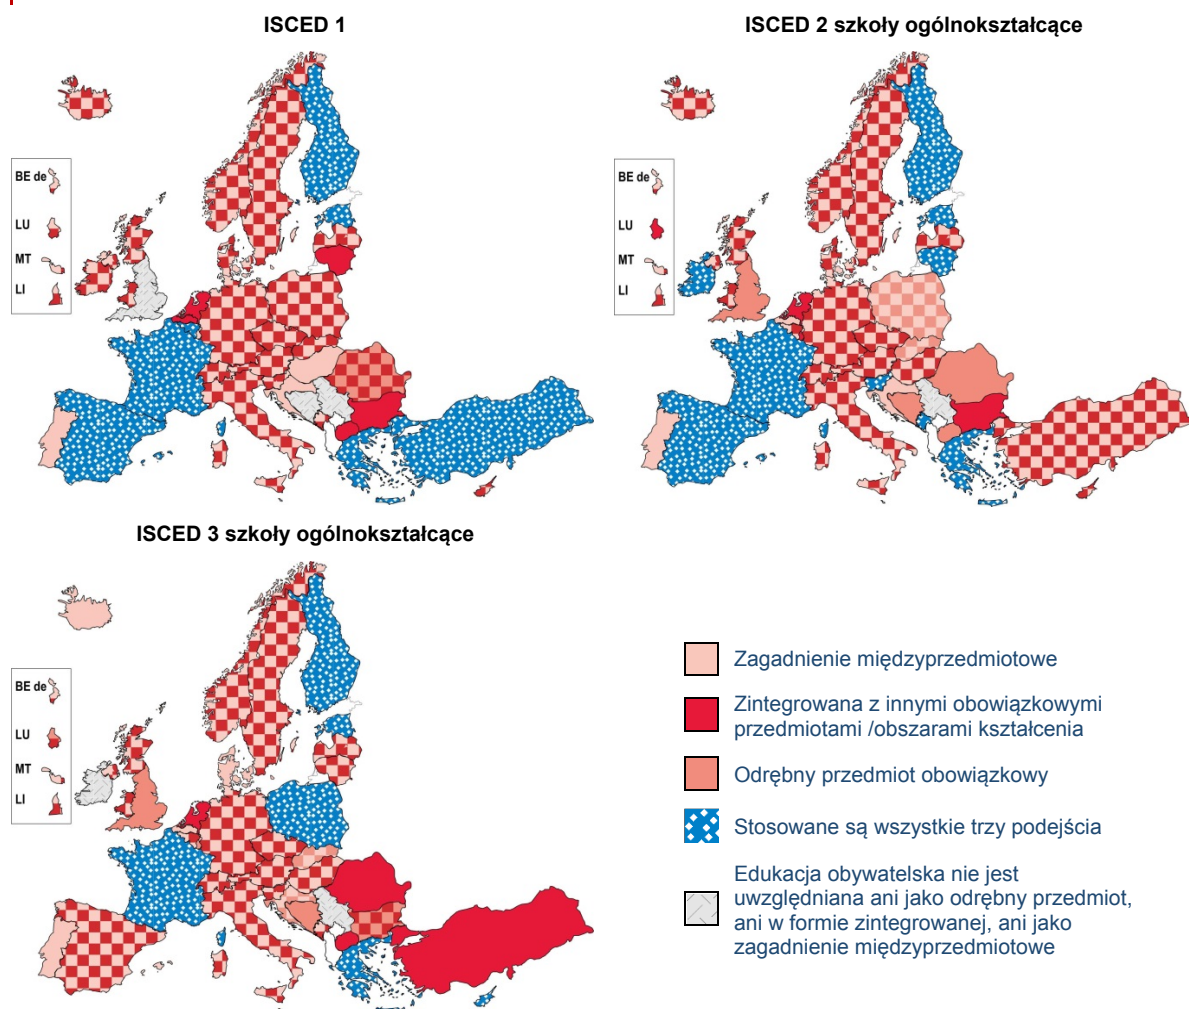 ISCED 1
ISCED 2 szkoły ogólnokształcące
BE de
LU
MT
LI
BE de
LU
MT
LI
ISCED 3 szkoły ogólnokształcące
BE de
LU
MT
LI
Zagadnienie międzyprzedmiotowe
Zintegrowana z innymi obowiązkowymi
przedmiotami /obszarami kształcenia
Odrębny przedmiot obowiązkowy
Stosowane są wszystkie trzy podejścia
Edukacja obywatelska nie jest
uwzględniana ani jako odrębny przedmiot,
ani w formie zintegrowanej, ani jako
zagadnienie międzyprzedmiotowe